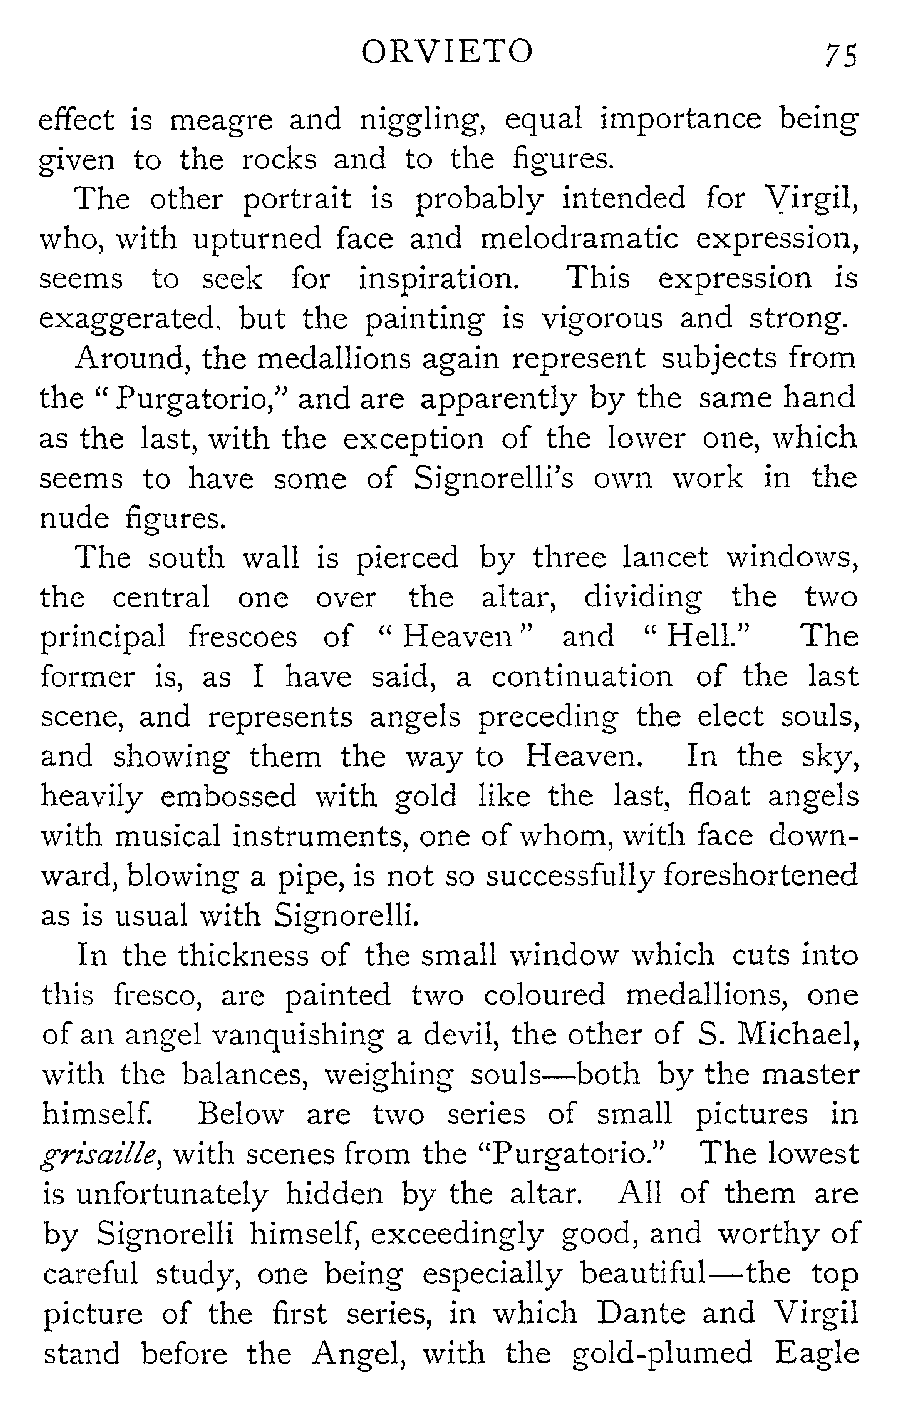 ORVIETO 75
effect is meagre and niggling, equal importance being
given to the rocks and to the figures.
The other portrait is probably intended for Virgil,
who, with upturned face and melodramatic expression,
seems to seek for inspiration. This expression is
exaggerated, but the painting is vigorous and strong.
Around, the medallions again represent subjects from
the “ Purgatorio,” and are apparently by the same hand
as the last, with the exception of the lower one, which
seems to have some of Signorelli’s own work in the
nude figures.
The south wall is pierced by three lancet windows,
the central one over the altar, dividing the two
principal frescoes of “ Heaven ” and “ Hell.” The
former is, as I have said, a continuation of the last
scene, and represents angels preceding the elect souls,
and showing them the way to Heaven. In the sky,
heavily embossed with gold like the last, float angels
with musical instruments, one of whom, with face down-
ward, blowing a pipe, is not so successfully foreshortened
as is usual with Signorelli.
In the thickness of the small window which cuts into
this fresco, are painted two coloured medallions, one
of an angel vanquishing a devil, the other of S. Michael,
with the balances, weighing souls—both by the master
himself. Below are two series of small pictures in
grisaille, with scenes from the “Purgatorio.” The lowest
is unfortunately hidden by the altar. All of them are
by Signorelli himself, exceedingly good, and worthy of
careful study, one being especially beautiful—the top
picture of the first series, in which Dante and Virgil
stand before the Angel, with the gold-plumed Eagle